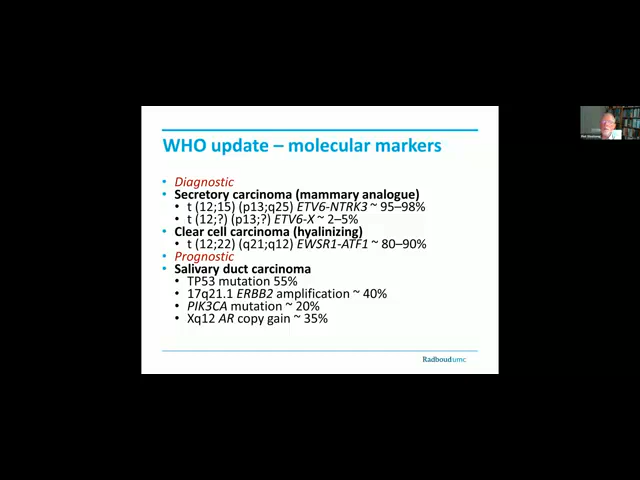 WHO update – molecular markers
• Diagnostic
• Secretory carcinoma (mammary analogue)
• t (12;15) (p13;q25) ETV6-NTRK3 ~ 95–98%
• t (12;?) (p13;?) ETV6-X ~ 2–5%
• Clear cell carcinoma (hyalinizing)
• t (12;22) (q21;q12) EWSR1-ATF1 ~ 80–90%
• Prognostic
• Salivary duct carcinoma
• TP53 mutation 55%
• 17q21.1 ERBB2 amplification ~ 40%
• PIK3CA mutation ~ 20%
• Xq12 AR copy gain ~ 35%
Radboudumc